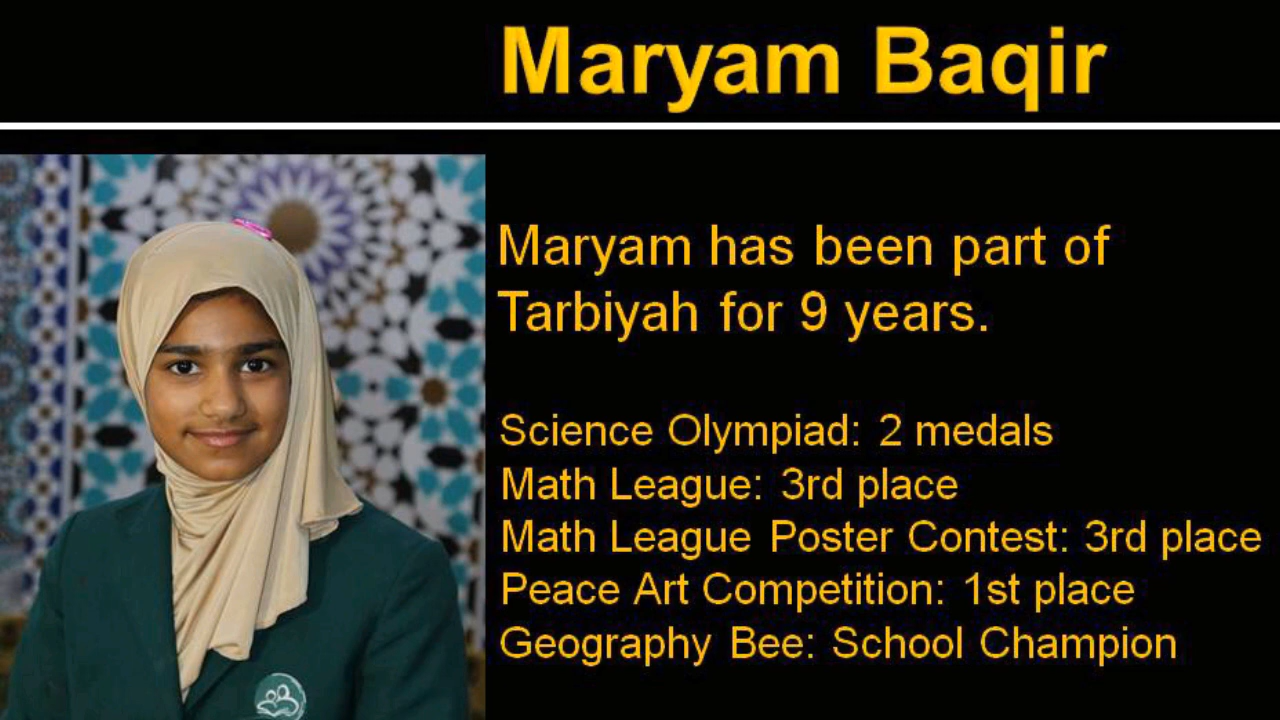 Maryam Baqir
Maryam has been part of
Tarbiyah for 9 years.
Science Olympiad: 2 medals
Math League: 3rd place
Math League Poster Contest: 3rd place
Peace Art Competition: 1st place
Geography Bee: School Champion